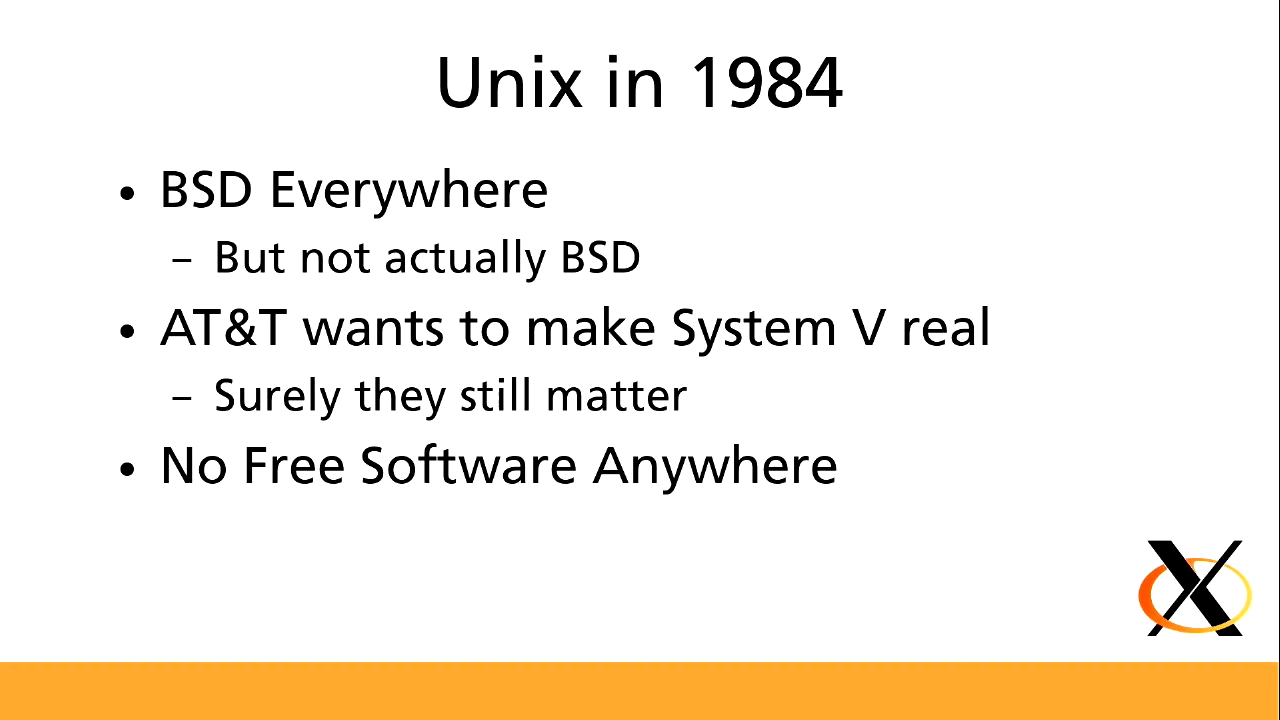 Unix in 1984
• BSD Everywhere
– But not actually BSD
• AT&T wants to make System V real
– Surely they still matter
• No Free Software Anywhere
X